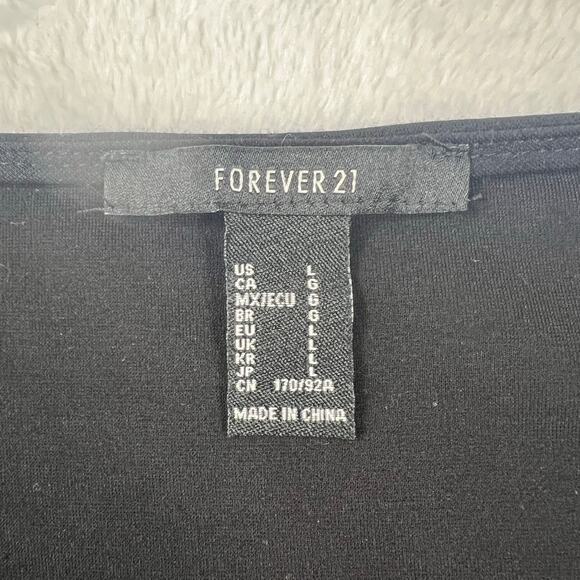 FOREVER 21
US L
CA G
MX/ECU G
BR G
EU L
UK L
KR L
JP L
CN 170/92A
MADE IN CHINA